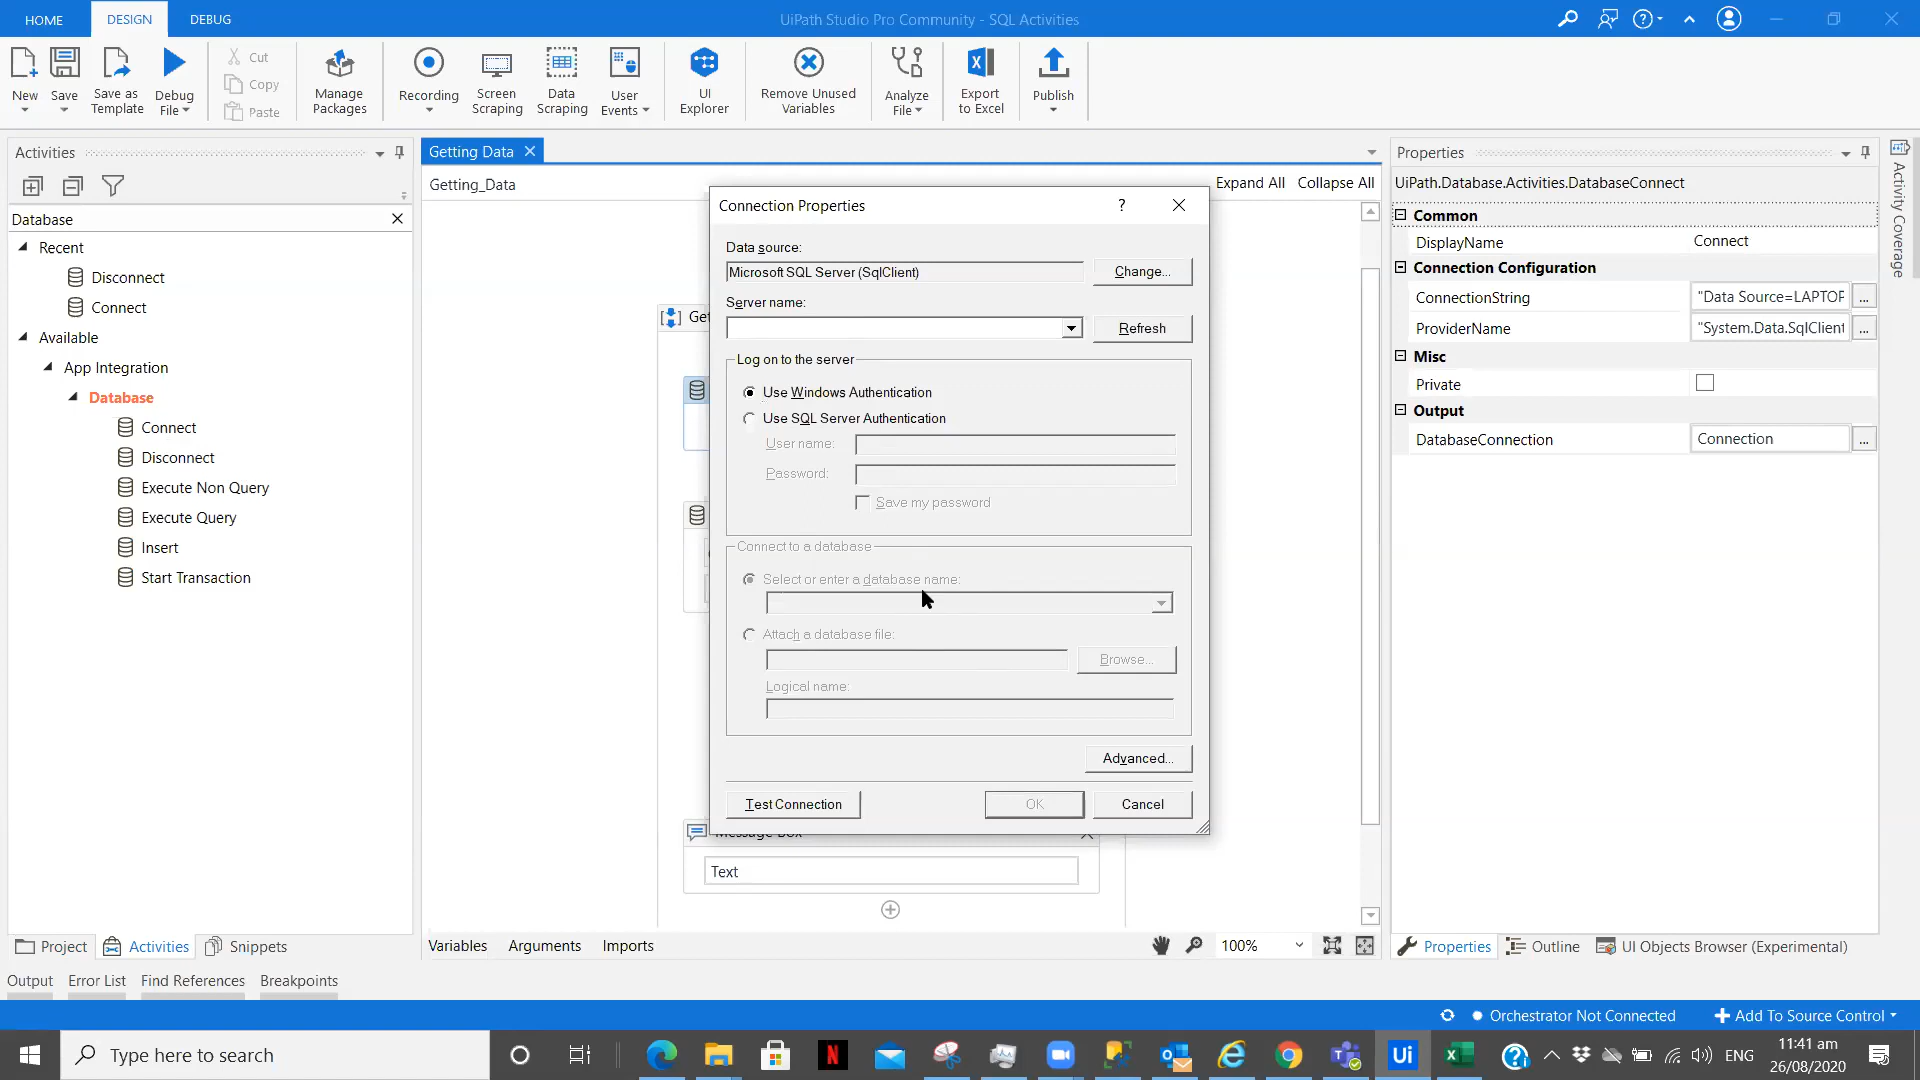 HOME
DESIGN
DEBUG
UiPath Studio Pro Community - SQL Activities
New
Save
Save as Template
Debug File
Cut
Copy
Paste
Manage Packages
Recording
Screen Scraping
Data Scraping
User Events
UI Explorer
Remove Unused Variables
Analyze File
Export to Excel
Publish
Activities
Database
Recent
Disconnect
Connect
Available
App Integration
Database
Connect
Disconnect
Execute Non Query
Execute Query
Insert
Start Transaction
Project
Activities
Snippets
Getting Data
Getting_Data
Expand All
Collapse All
Get
Connection Properties
?
Data source:
Microsoft SQL Server (SqlClient)
Change...
Server name:
Refresh
Log on to the server
Use Windows Authentication
Use SQL Server Authentication
User name:
Password:
Save my password
Connect to a database
Select or enter a database name:
Attach a database file:
Browse...
Logical name:
Advanced...
Test Connection
OK
Cancel
Message Box
Text
Variables
Arguments
Imports
100%
Properties
UiPath.Database.Activities.DatabaseConnect
Common
DisplayName
Connect
Connection Configuration
ConnectionString
"Data Source=LAPTOP
...
ProviderName
"System.Data.SqlClient
...
Misc
Private
Output
DatabaseConnection
Connection
...
Activity Coverage
Properties
Outline
UI Objects Browser (Experimental)
Output
Error List
Find References
Breakpoints
Orchestrator Not Connected
Add To Source Control
Type here to search
Ui
ENG
11:41 am
26/08/2020